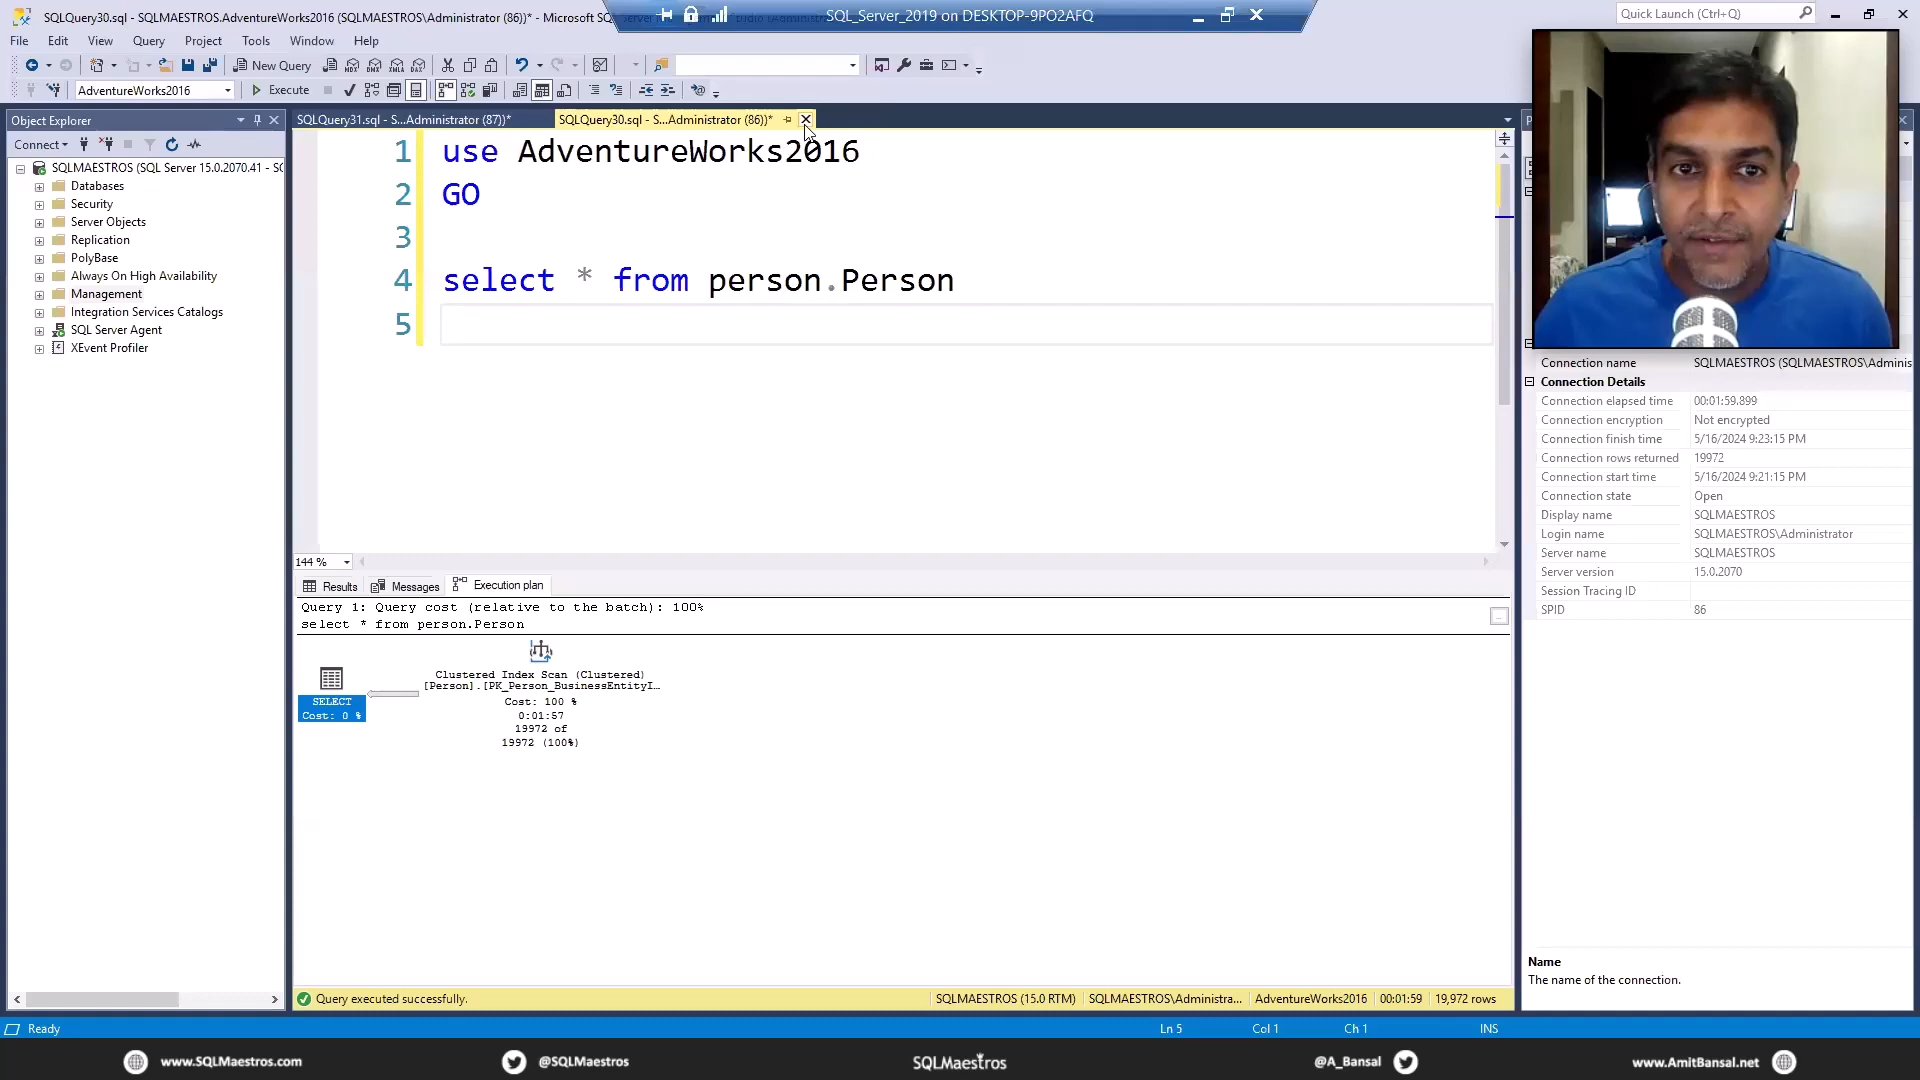 SQLQuery30.sql - SQLMAESTROS.AdventureWorks2016 (SQLMAESTROS\Administrator (86))* - Microsoft SQ
SQL_Server_2019 on DESKTOP-9PO2AFQ
Quick Launch (Ctrl+Q)
File Edit View Query Project Tools Window Help
New Query
MDX DMX XMLA DAX
AdventureWorks2016
Execute
Object Explorer
Connect
SQLMAESTROS (SQL Server 15.0.2070.41 - SQ
Databases
Security
Server Objects
Replication
PolyBase
Always On High Availability
Management
Integration Services Catalogs
SQL Server Agent
XEvent Profiler
SQLQuery31.sql - S...Administrator (87))*
SQLQuery30.sql - S...Administrator (86))*
1 use AdventureWorks2016
2 GO
3
4 select * from person.Person
5
144 %
Results Messages Execution plan
Query 1: Query cost (relative to the batch): 100%
select * from person.Person
SELECT
Cost: 0 %
Clustered Index Scan (Clustered)
[Person].[PK_Person_BusinessEntityI…
Cost: 100 %
0:01:57
19972 of
19972 (100%)
Query executed successfully.
SQLMAESTROS (15.0 RTM) SQLMAESTROS\Administra... AdventureWorks2016 00:01:59 19,972 rows
Connection name SQLMAESTROS (SQLMAESTROS\Adminis
Connection Details
Connection elapsed time 00:01:59.899
Connection encryption Not encrypted
Connection finish time 5/16/2024 9:23:15 PM
Connection rows returned 19972
Connection start time 5/16/2024 9:21:15 PM
Connection state Open
Display name SQLMAESTROS
Login name SQLMAESTROS\Administrator
Server name SQLMAESTROS
Server version 15.0.2070
Session Tracing ID
SPID 86
Name
The name of the connection.
Ready
Ln 5 Col 1 Ch 1 INS
www.SQLMaestros.com
@SQLMaestros
SQLMaestros
@A_Bansal
www.AmitBansal.net